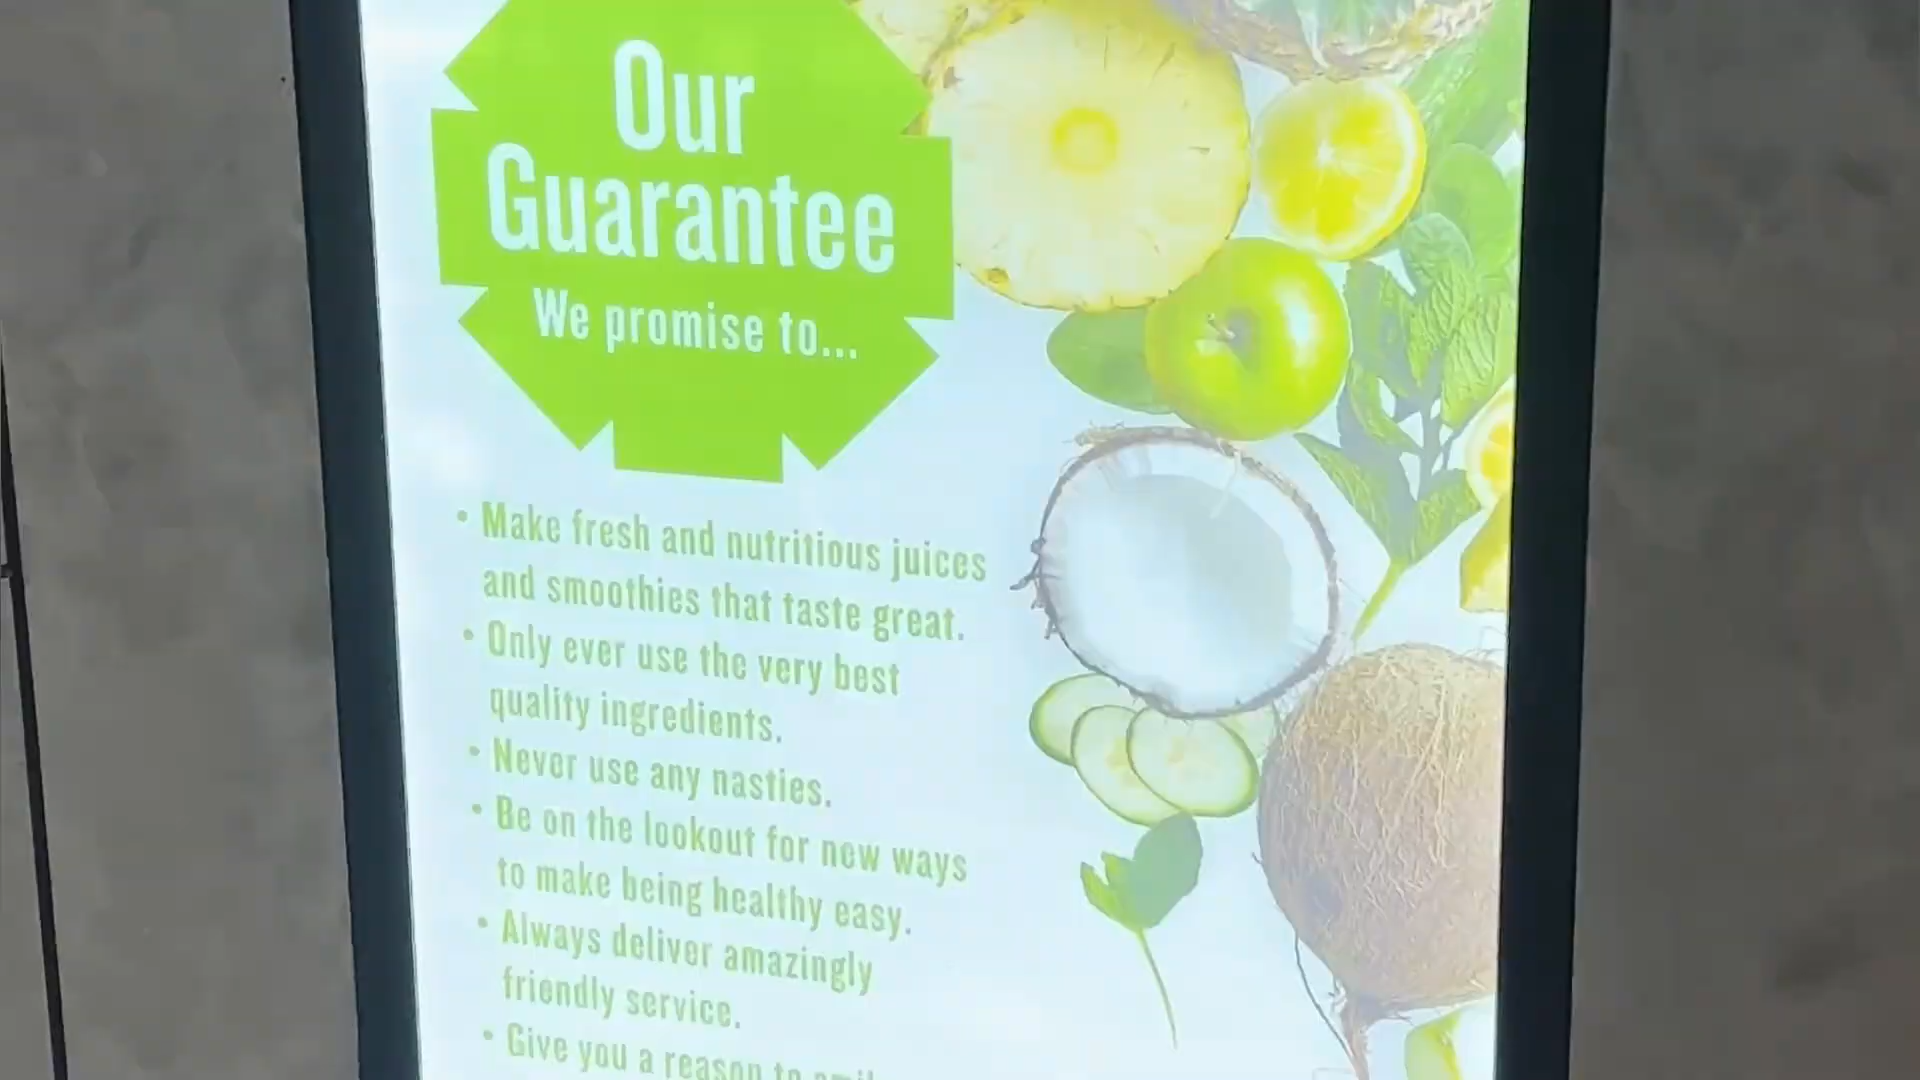 Our
Guarantee
We promise to...
• Make fresh and nutritious juices
and smoothies that taste great.
• Only ever use the very best
quality ingredients.
• Never use any nasties.
• Be on the lookout for new ways
to make being healthy easy.
• Always deliver amazingly
friendly service.
• Give you a reason to